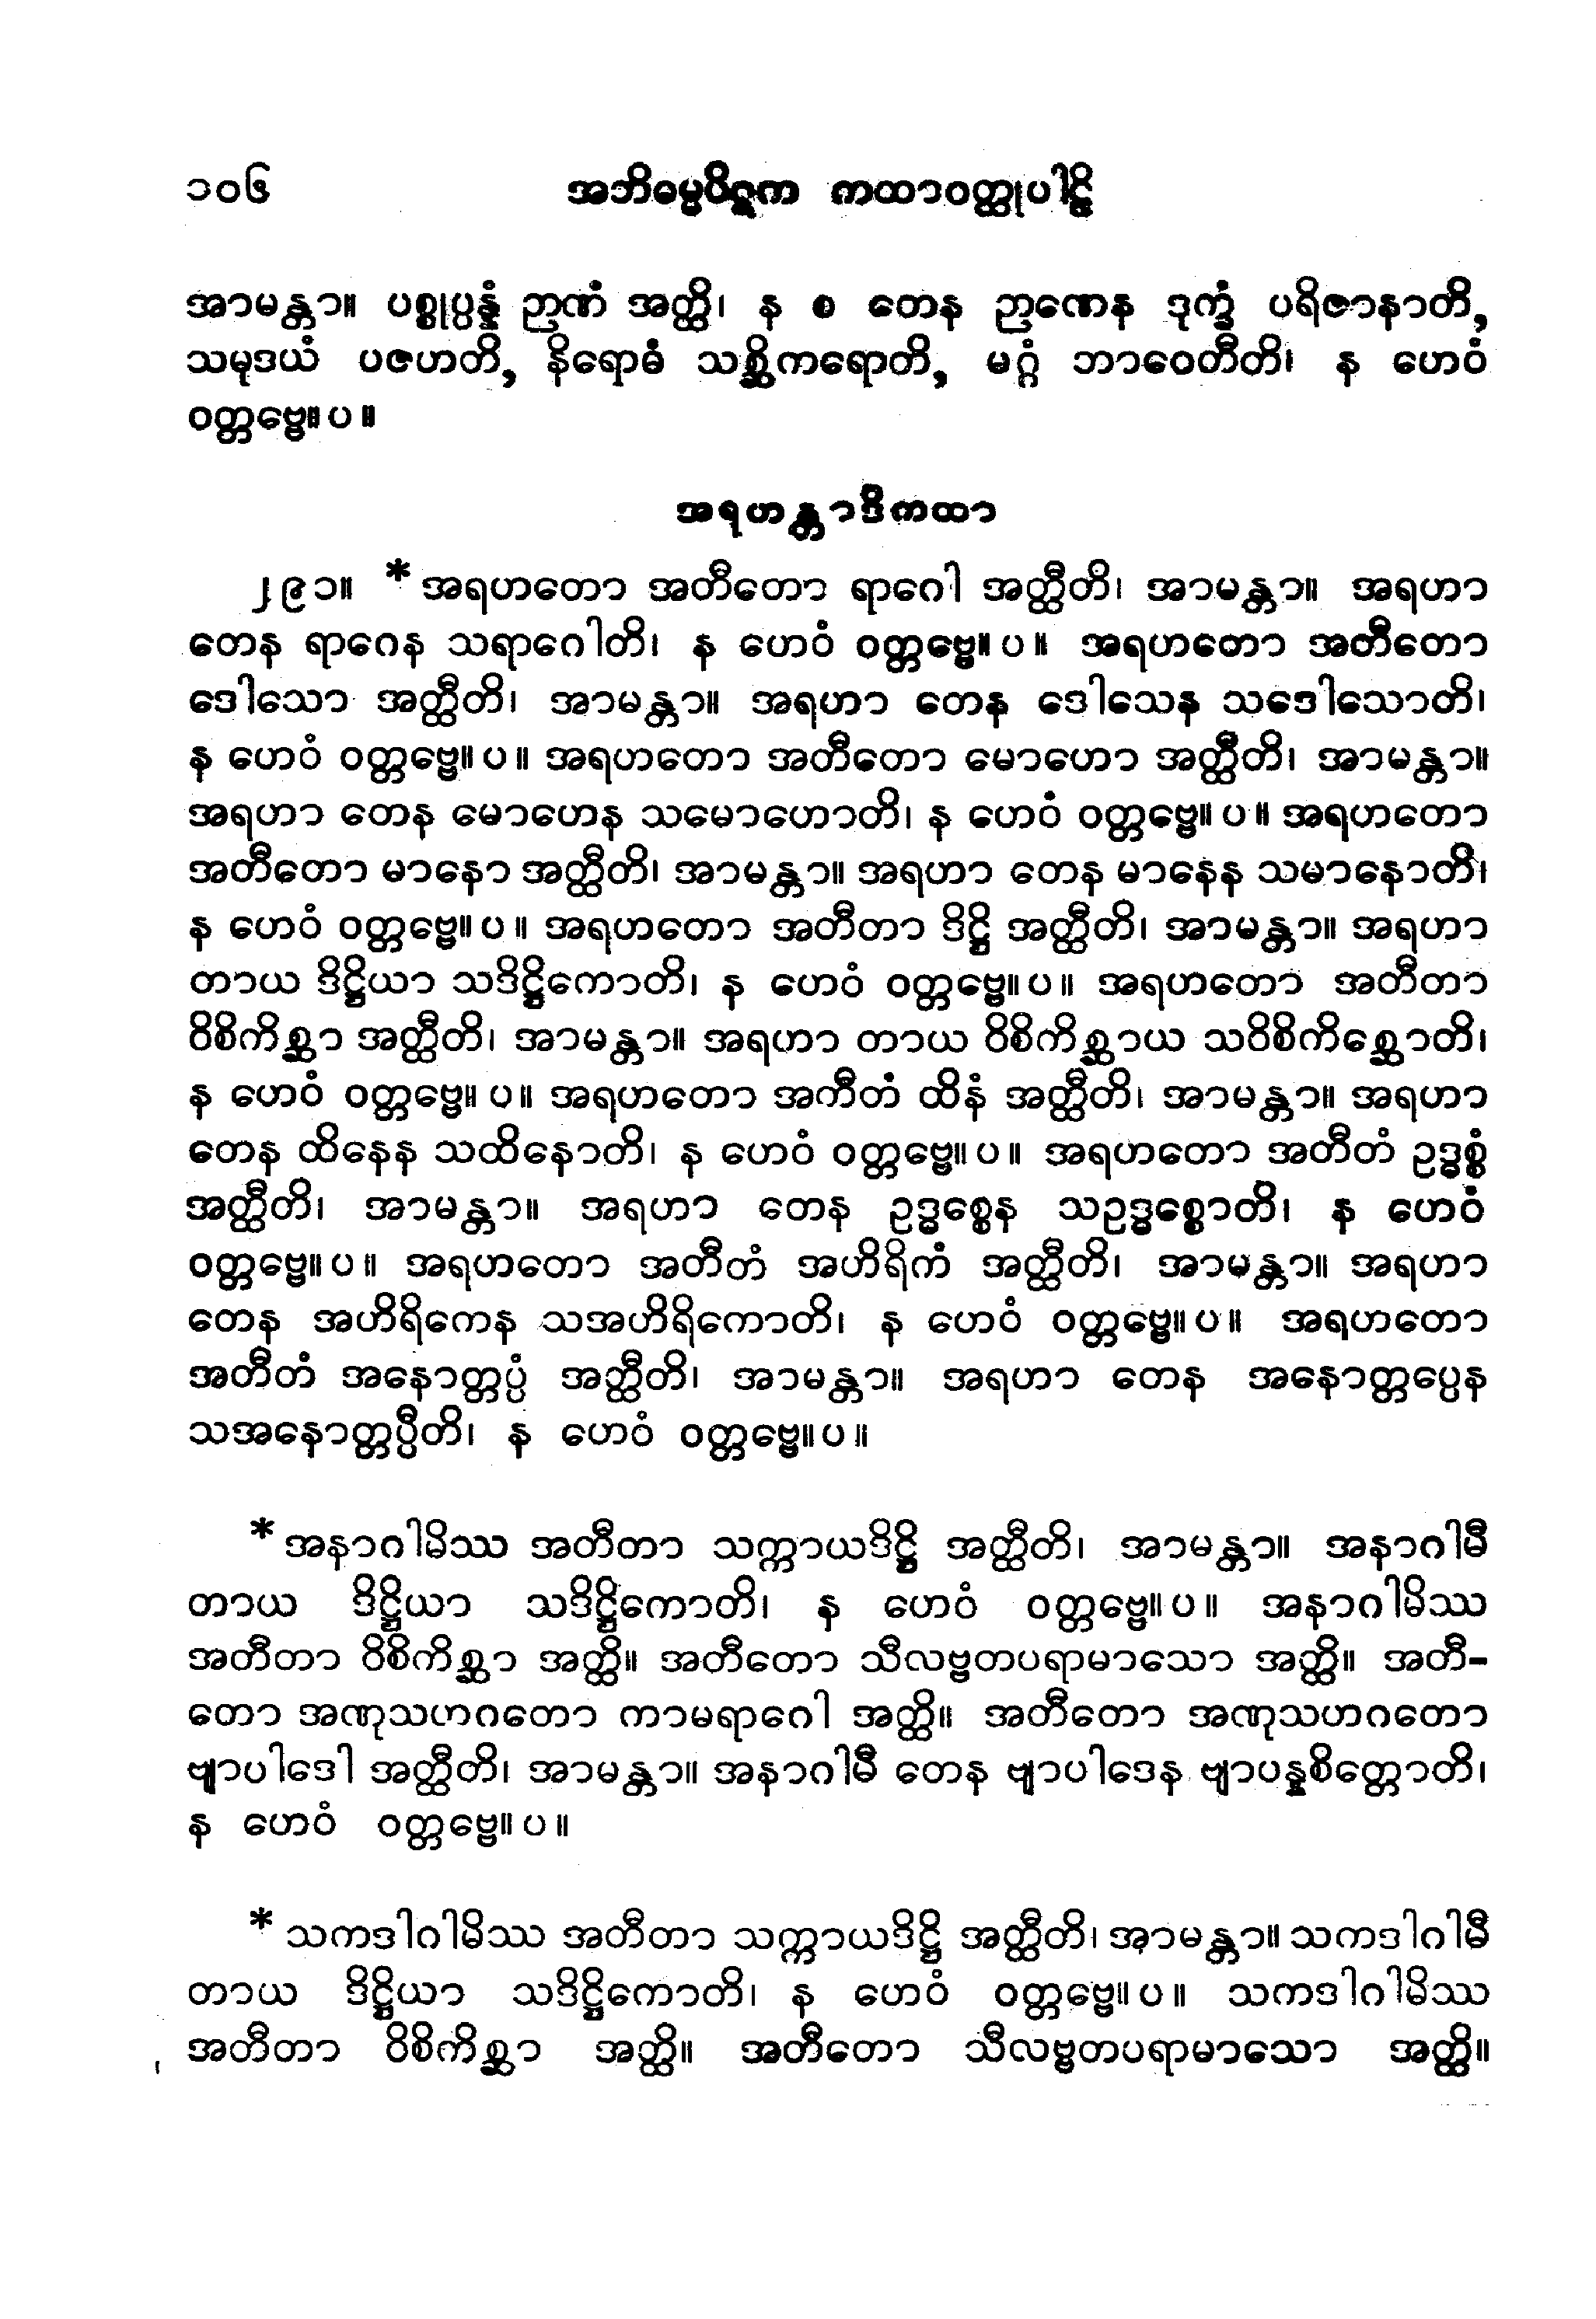 ၁၀၆ အဘိဓမ္မပိဋက ကထာဝတ္ထုပါဠိ
အာမန္တာ။ ပစ္စုပ္ပန္နံ ဉာဏံ အတ္ထိ၊ န စ တေန ဉာဏေန ဒုက္ခံ ပရိဇာနာတိ,
သမုဒယံ ပဇဟတိ, နိရောဓံ သစ္ဆိကရောတိ, မဂ္ဂံ ဘာဝေတီတိ၊ န ဟေဝံ
ဝတ္တဗ္ဗေ။ ပ ။
အရဟန္တာဒိကထာ
၂၉၁။ *အရဟတော အတီတော ရာဂေါ အတ္ထီတိ၊ အာမန္တာ။ အရဟာ
တေန ရာဂေန သရာဂေါတိ၊ န ဟေဝံ ဝတ္တဗ္ဗေ။ ပ ။ အရဟတော အတီတော
ဒေါသော အတ္ထီတိ၊ အာမန္တာ။ အရဟာ တေန ဒေါသေန သဒေါသောတိ၊
န ဟေဝံ ဝတ္တဗ္ဗေ။ ပ ။ အရဟတော အတီတော မောဟော အတ္ထီတိ၊ အာမန္တာ။
အရဟာ တေန မောဟေန သမောဟောတိ၊ န ဟေဝံ ဝတ္တဗ္ဗေ။ ပ ။ အရဟတော
အတီတော မာနော အတ္ထီတိ၊ အာမန္တာ။ အရဟာ တေန မာနေန သမာနောတိ၊
န ဟေဝံ ဝတ္တဗ္ဗေ။ ပ ။ အရဟတော အတီတာ ဒိဋ္ဌိ အတ္ထီတိ၊ အာမန္တာ။ အရဟာ
တာယ ဒိဋ္ဌိယာ သဒိဋ္ဌိကောတိ၊ န ဟေဝံ ဝတ္တဗ္ဗေ။ ပ ။ အရဟတော အတီတာ
ဝိစိကိစ္ဆာ အတ္ထီတိ၊ အာမန္တာ။ အရဟာ တာယ ဝိစိကိစ္ဆာယ သဝိစိကိစ္ဆောတိ၊
န ဟေဝံ ဝတ္တဗ္ဗေ။ ပ ။ အရဟတော အကီတံ ထိနံ အတ္ထီတိ၊ အာမန္တာ။ အရဟာ
တေန ထိနေန သထိနောတိ၊ န ဟေဝံ ဝတ္တဗ္ဗေ။ ပ ။ အရဟတော အတီတံ ဥဒ္ဓစ္စံ
အတ္ထီတိ၊ အာမန္တာ။ အရဟာ တေန ဥဒ္ဓစ္စေန သဥဒ္ဓစ္စောတိ၊ န ဟေဝံ
ဝတ္တဗ္ဗေ။ ပ ။ အရဟတော အတီတံ အဟိရိကံ အတ္ထီတိ၊ အာမန္တာ။ အရဟာ
တေန အဟိရိကေန သအဟိရိကောတိ၊ န ဟေဝံ ဝတ္တဗ္ဗေ။ ပ ။ အရဟတော
အတီတံ အနောတ္တပ္ပံ အတ္ထီတိ၊ အာမန္တာ။ အရဟာ တေန အနောတ္တပ္ပေန
သအနောတ္တပ္ပီတိ၊ န ဟေဝံ ဝတ္တဗ္ဗေ။ ပ ။
*အနာဂါမိဿ အတီတာ သက္ကာယဒိဋ္ဌိ အတ္ထီတိ၊ အာမန္တာ။ အနာဂါမီ
တာယ ဒိဋ္ဌိယာ သဒိဋ္ဌိကောတိ၊ န ဟေဝံ ဝတ္တဗ္ဗေ။ ပ ။ အနာဂါမိဿ
အတီတာ ဝိစိကိစ္ဆာ အတ္ထိ။ အတီတော သီလဗ္ဗတပရာမာသော အတ္ထိ။ အတီ-
တော အဏုသဟဂတော ကာမရာဂေါ အတ္ထိ။ အတီတော အဏုသဟဂတော
ဗျာပါဒေါ အတ္ထီတိ၊ အာမန္တာ။ အနာဂါမီ တေန ဗျာပါဒေန ဗျာပန္နစိတ္တောတိ၊
န ဟေဝံ ဝတ္တဗ္ဗေ။ ပ ။
*သကဒါဂါမိဿ အတီတာ သက္ကာယဒိဋ္ဌိ အတ္ထီတိ၊ အာမန္တာ။ သကဒါဂါမီ
တာယ ဒိဋ္ဌိယာ သဒိဋ္ဌိကောတိ၊ န ဟေဝံ ဝတ္တဗ္ဗေ။ ပ ။ သကဒါဂါမိဿ
အတီတာ ဝိစိကိစ္ဆာ အတ္ထိ။ အတီတော သီလဗ္ဗတပရာမာသော အတ္ထိ။